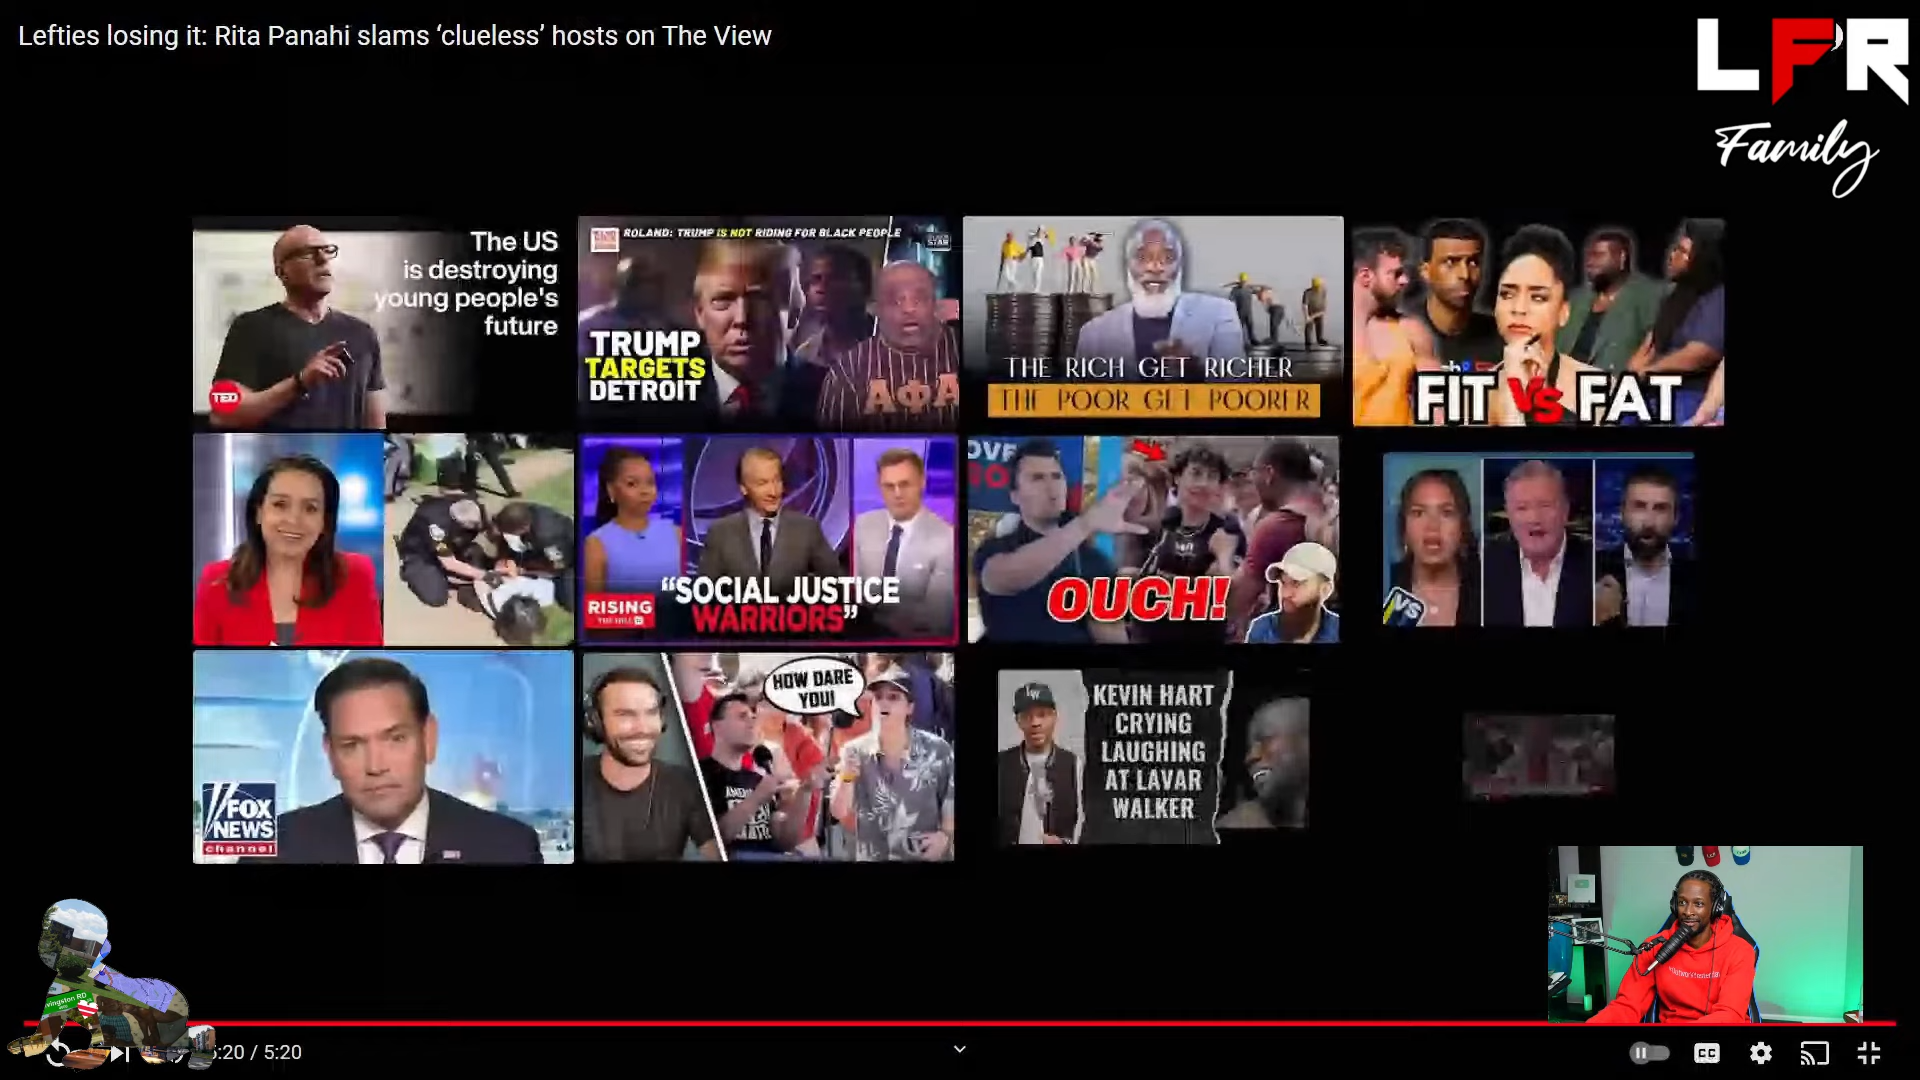 Lefties losing it: Rita Panahi slams ‘clueless’ hosts on The View
LFR
Family
The US
is destroying
young people's
future
TED
ROLAND: TRUMP IS NOT RIDING FOR BLACK PEOPLE
TRUMP
TARGETS
DETROIT
ΑΦΑ
THE RICH GET RICHER
THE POOR GET POORER
FIT VS FAT
“SOCIAL JUSTICE
WARRIORS”
RISING
THE HILL
OUCH!
VS
FOX
NEWS
channel
HOW DARE
YOU!
KEVIN HART
CRYING
LAUGHING
AT LAVAR
WALKER
5:20 / 5:20
CC